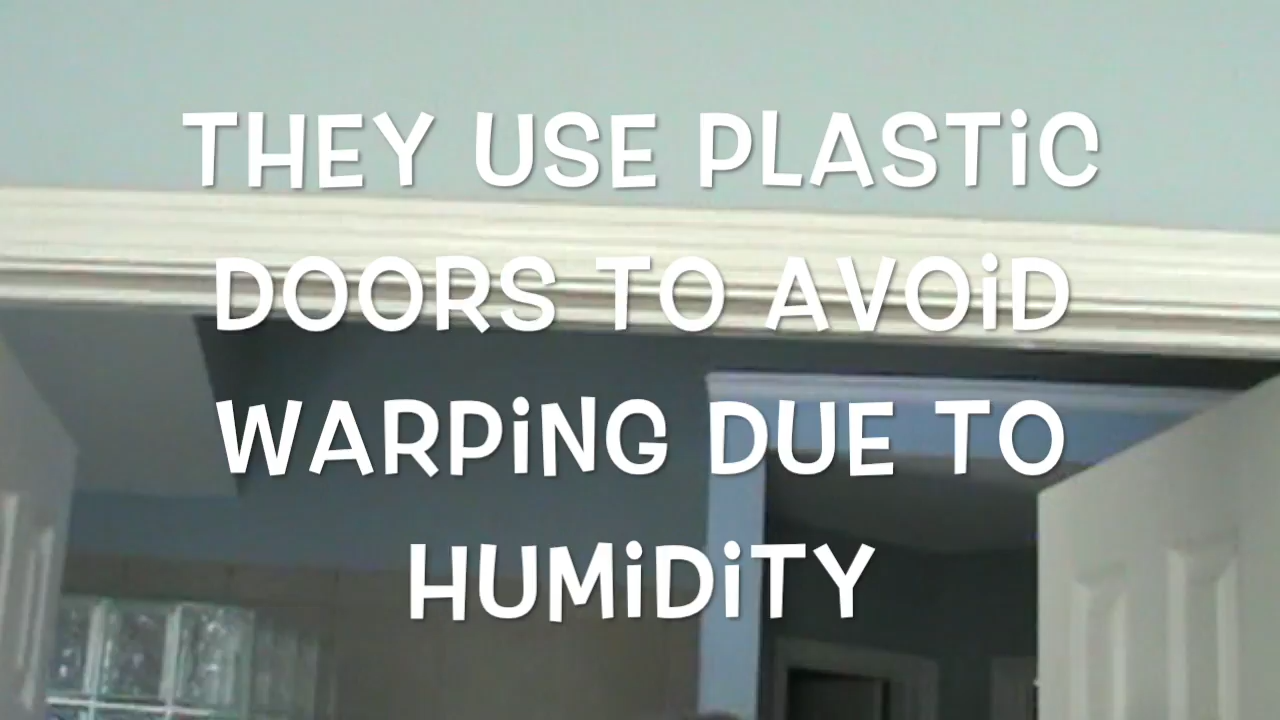 THEY USE PLASTiC
DOORS TO AVOiD
WARPiNG DUE TO
HUMiDiTY